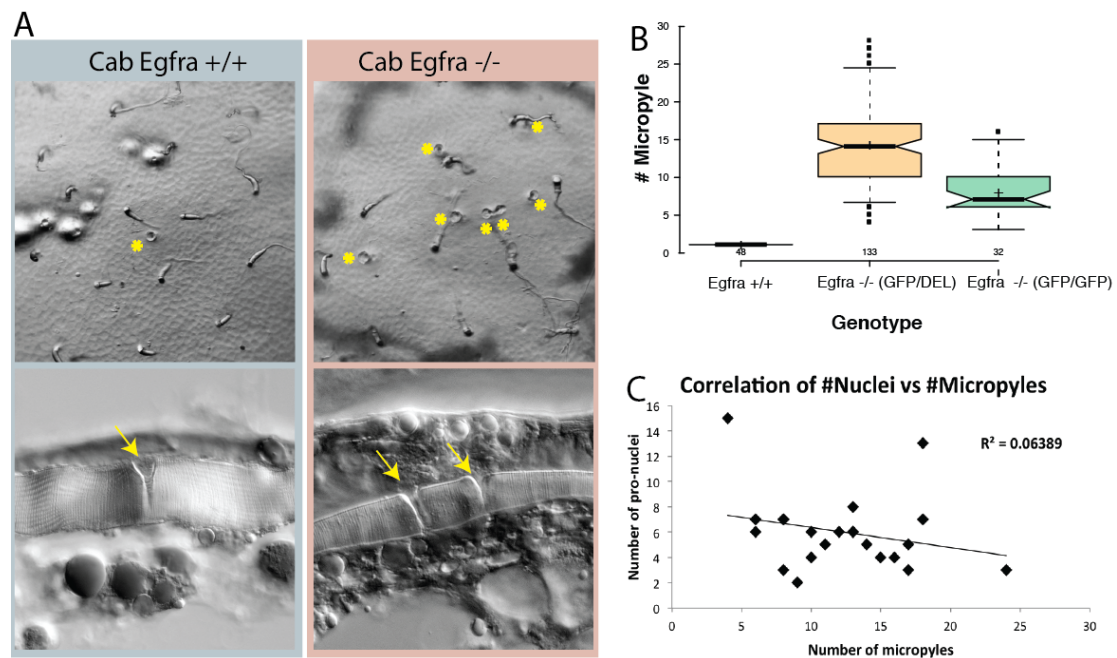 A
Cab Egfra +/+
Cab Egfra -/-
B
30
25
20
15
10
5
0
# Micropyle
48
133
32
Egfra +/+
Egfra -/- (GFP/DEL)
Egfra -/- (GFP/GFP)
Genotype
C
Correlation of #Nuclei vs #Micropyles
16
14
12
10
8
6
4
2
0
Number of pro-nuclei
R² = 0.06389
0
5
10
15
20
25
30
Number of micropyles